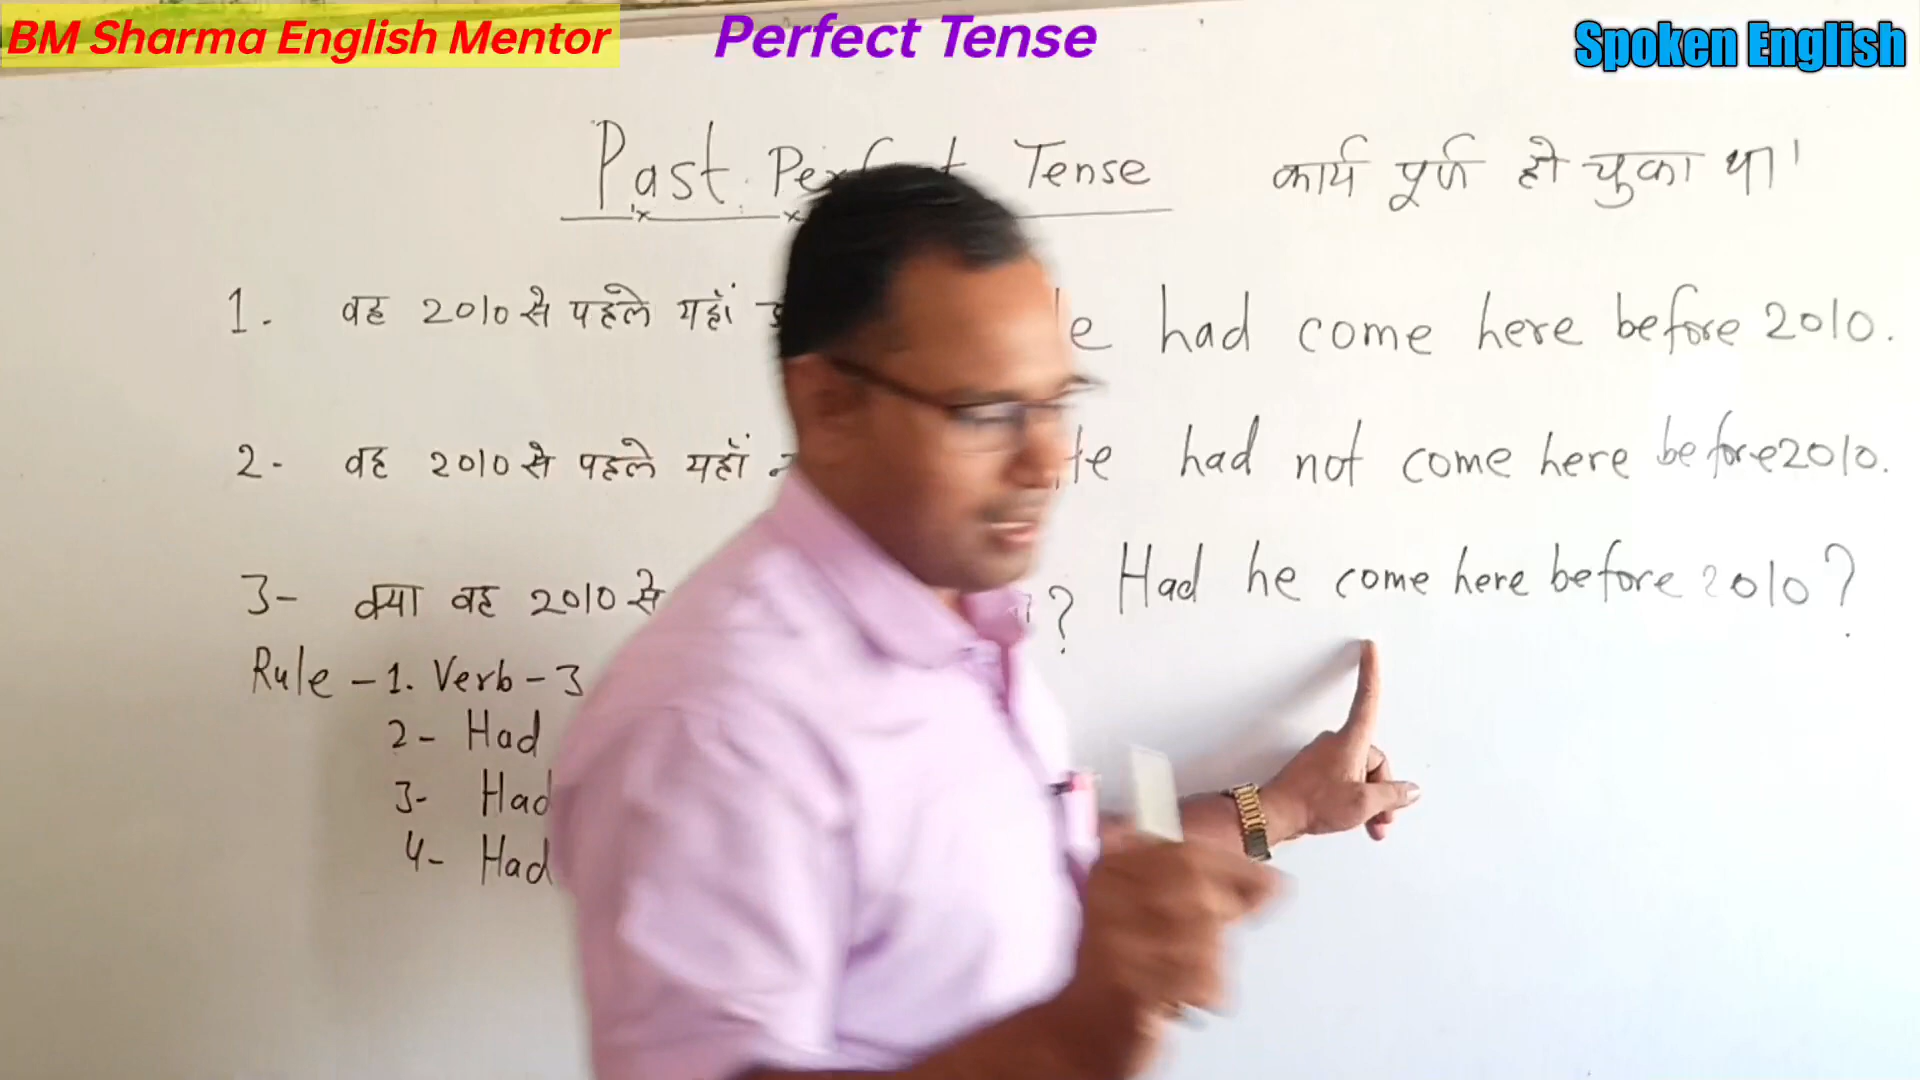 BM Sharma English Mentor
Perfect Tense
Spoken English
Past Tense कार्य पूर्ण हो चुका था।
1. वह 2010 से पहले यहाँ had come here before 2010.
2- वह 2010 से पहले यहाँ had not come here before 2010.
3- क्या वह 2010 से ? Had he come here before 2010?
Rule - 1. Verb - 3
2- Had
3- Had
4- Had